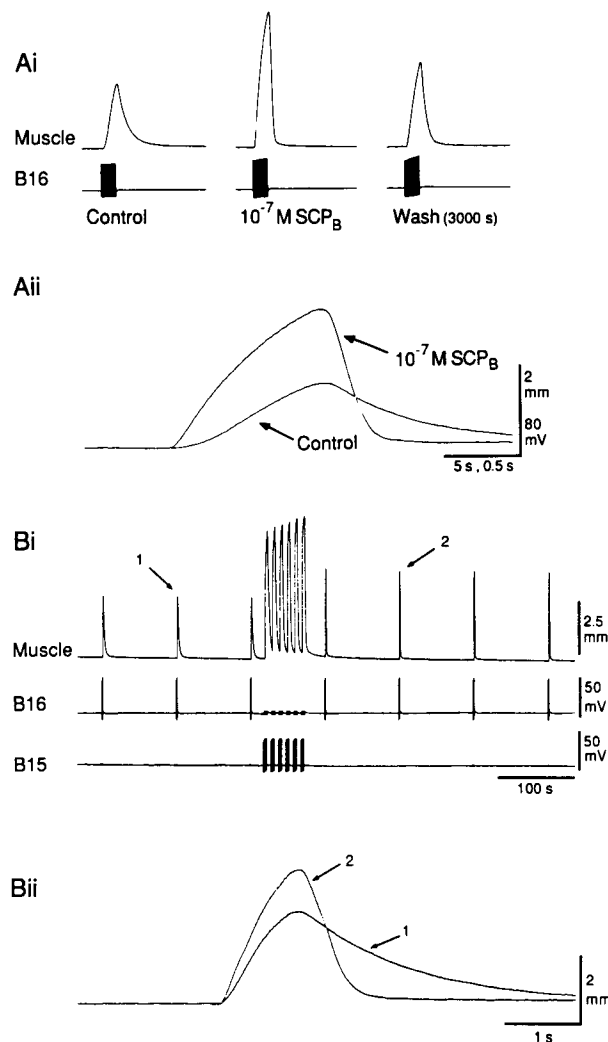 Ai
Muscle
B16
Control
10⁻⁷ M SCP_B
Wash (3000 s)
Aii
10⁻⁷ M SCP_B
Control
2
mm
80
mV
5 s , 0.5 s
Bi
1
2
Muscle
2.5
mm
B16
50
mV
B15
50
mV
100 s
Bii
2
1
2
mm
1 s